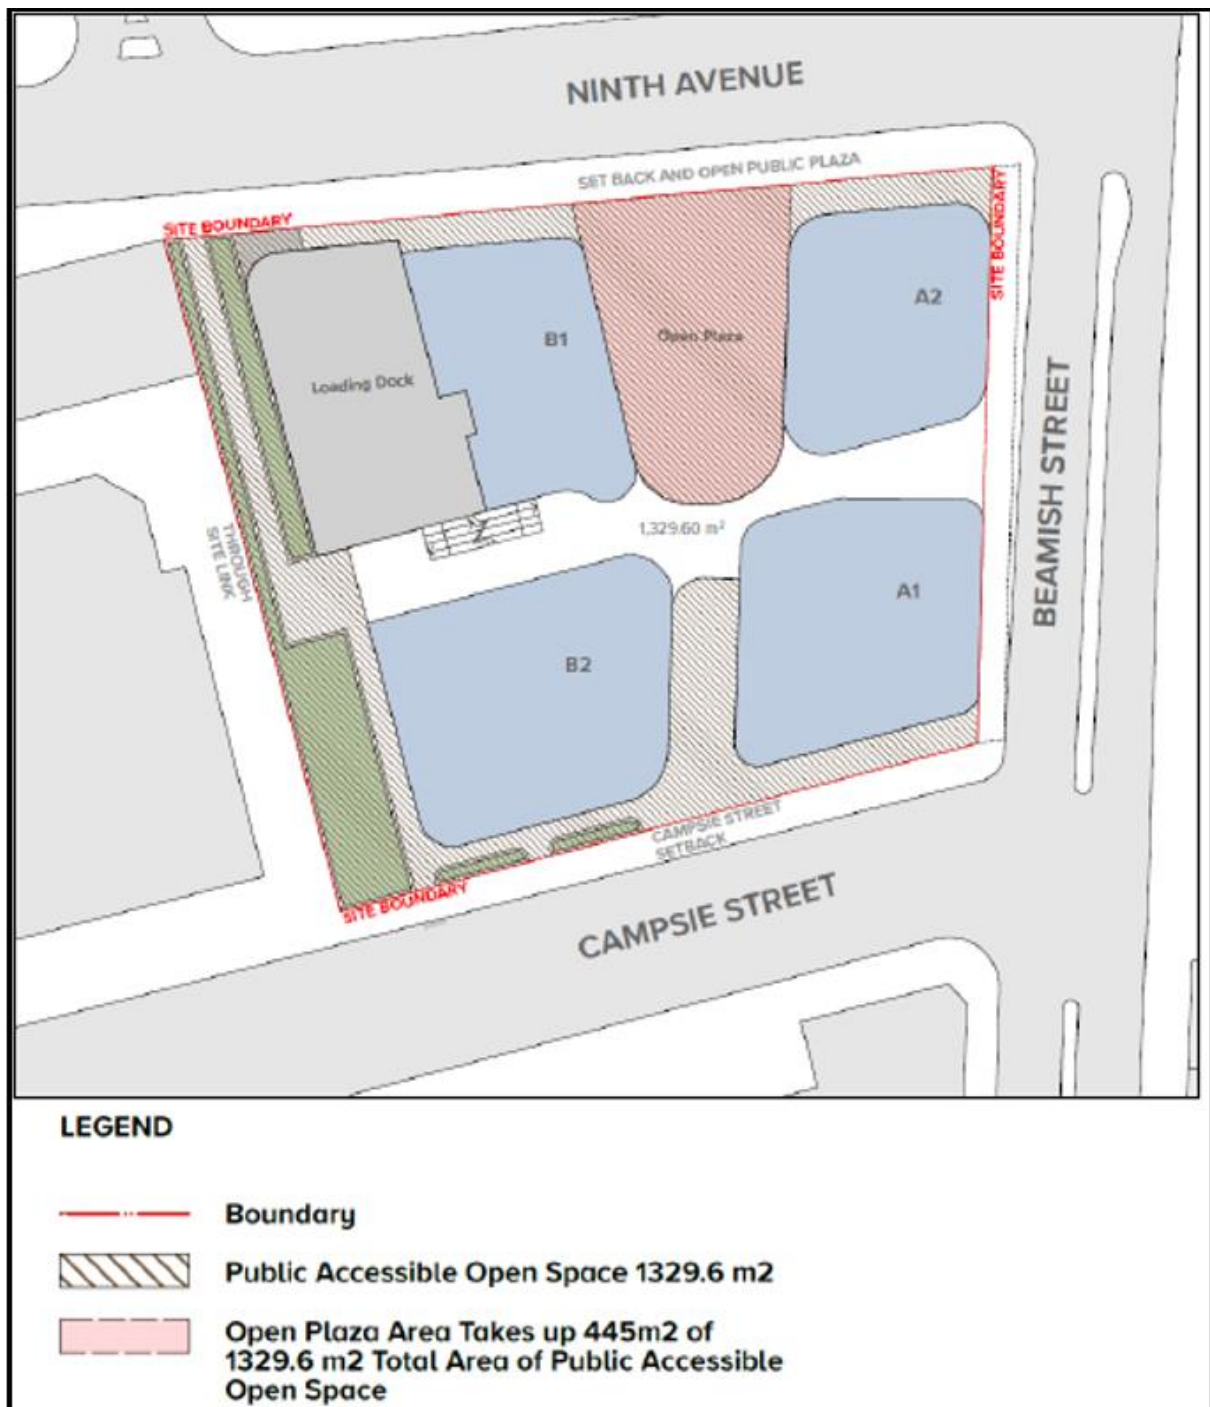 NINTH AVENUE
SET BACK AND OPEN PUBLIC PLAZA
SITE BOUNDARY
SITE BOUNDARY
A2
B1
Open Plaza
Loading Dock
BEAMISH STREET
1,329.60 m²
THROUGH
SITE LINK
A1
B2
CAMPSIE STREET
SETBACK
SITE BOUNDARY
CAMPSIE STREET
LEGEND
Boundary
Public Accessible Open Space 1329.6 m2
Open Plaza Area Takes up 445m2 of
1329.6 m2 Total Area of Public Accessible
Open Space